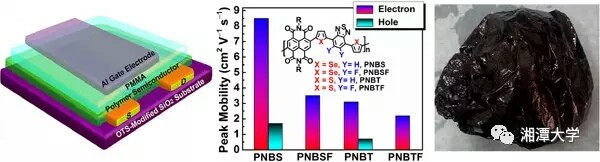 Al Gate Electrode
PMMA
Polymer Semiconductor
S
D
OTS-Modified SiO2 Substrate
Peak Mobility (cm² V⁻¹ s⁻¹)
9
8
7
6
5
4
3
2
1
0
Electron
Hole
R
O N O
O N O
R
X
N S N
X
Y Y
n
X = Se, Y= H, PNBS
X = Se, Y= F, PNBSF
X = S, Y= H, PNBT
X = S, Y= F, PNBTF
PNBS PNBSF PNBT PNBTF
湘潭大学